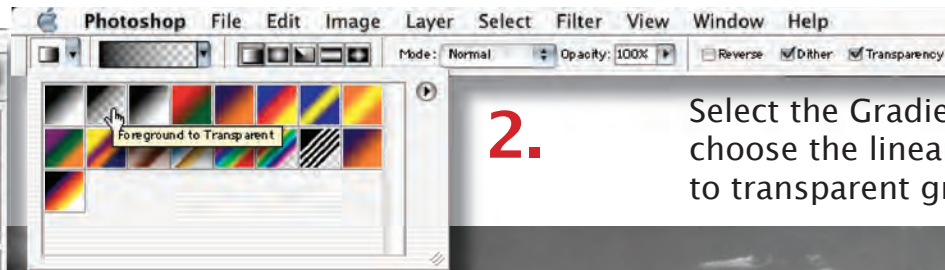 Photoshop File Edit Image Layer Select Filter View Window Help
Mode: Normal Opacity: 100% Reverse Dither Transparency
Foreground to Transparent
2.
Select the Gradie
choose the linea
to transparent g